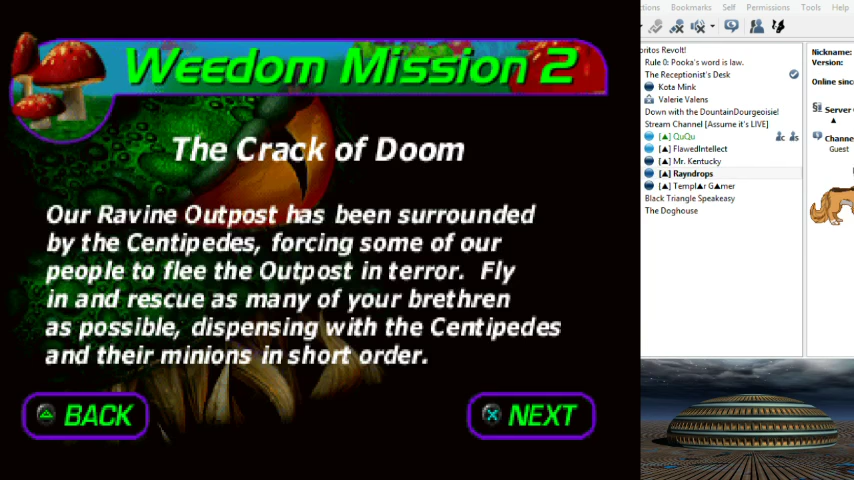 Weedom Mission 2
The Crack of Doom
Our Ravine Outpost has been surrounded
by the Centipedes, forcing some of our
people to flee the Outpost in terror. Fly
in and rescue as many of your brethren
as possible, dispensing with the Centipedes
and their minions in short order.
BACK
NEXT
Bookmarks Self Permissions Tools Help
oritos Revolt!
Rule 0: Pooka's word is law.
The Receptionist's Desk
Kota Mink
Valerie Valens
Down with the DountainDourgeoisie!
Stream Channel [Assume it's LIVE]
[▲] QuQu
[▲] FlawedIntellect
[▲] Mr. Kentucky
[▲] Rayndrops
[▲] Templ▲r G▲mer
Black Triangle Speakeasy
The Doghouse
Nickname:
Version:
Online sinc
Server
▲
Channe
Guest